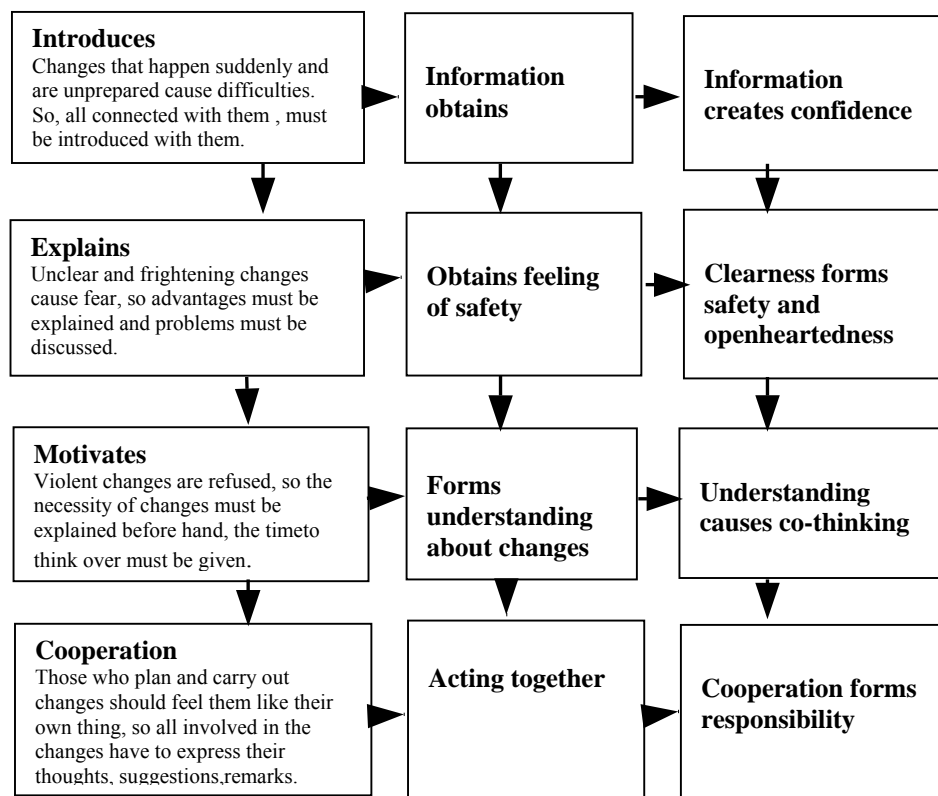 Introduces
Changes that happen suddenly and
are unprepared cause difficulties.
So, all connected with them , must
be introduced with them.
Information
obtains
Information
creates confidence
Explains
Unclear and frightening changes
cause fear, so advantages must be
explained and problems must be
discussed.
Obtains feeling
of safety
Clearness forms
safety and
openheartedness
Motivates
Violent changes are refused, so the
necessity of changes must be
explained before hand, the timeto
think over must be given.
Forms
understanding
about changes
Understanding
causes co-thinking
Cooperation
Those who plan and carry out
changes should feel them like their
own thing, so all involved in the
changes have to express their
thoughts, suggestions,remarks.
Acting together
Cooperation forms
responsibility